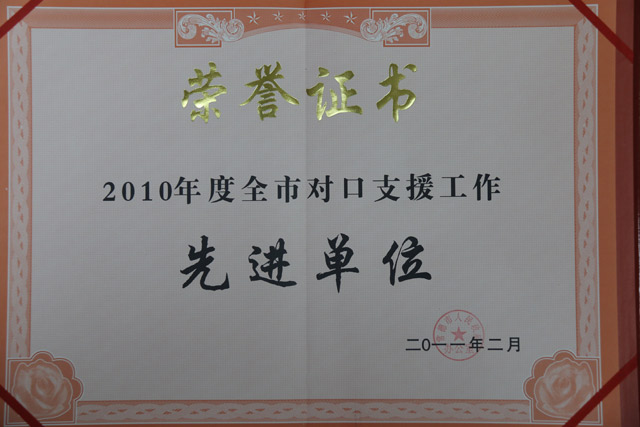 荣誉证书
2010年度全市对口支援工作
先进单位
二〇一一年二月